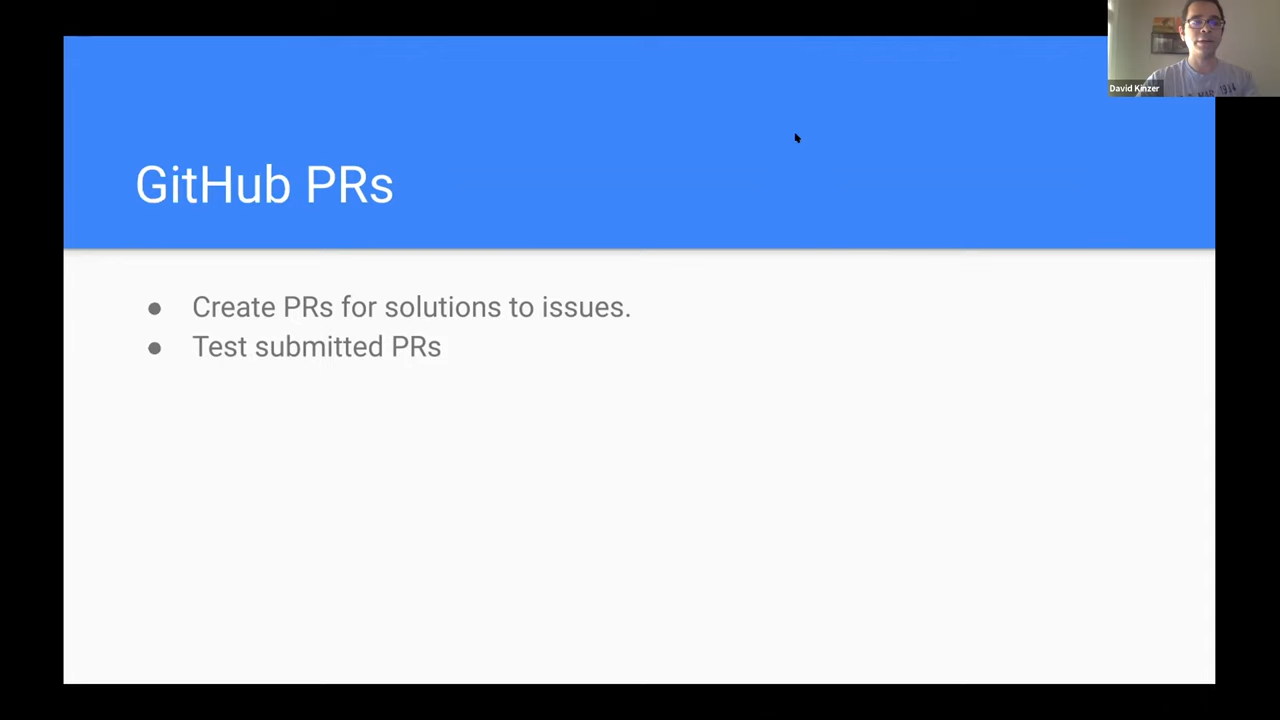 David Kinzer
GitHub PRs
● Create PRs for solutions to issues.
● Test submitted PRs